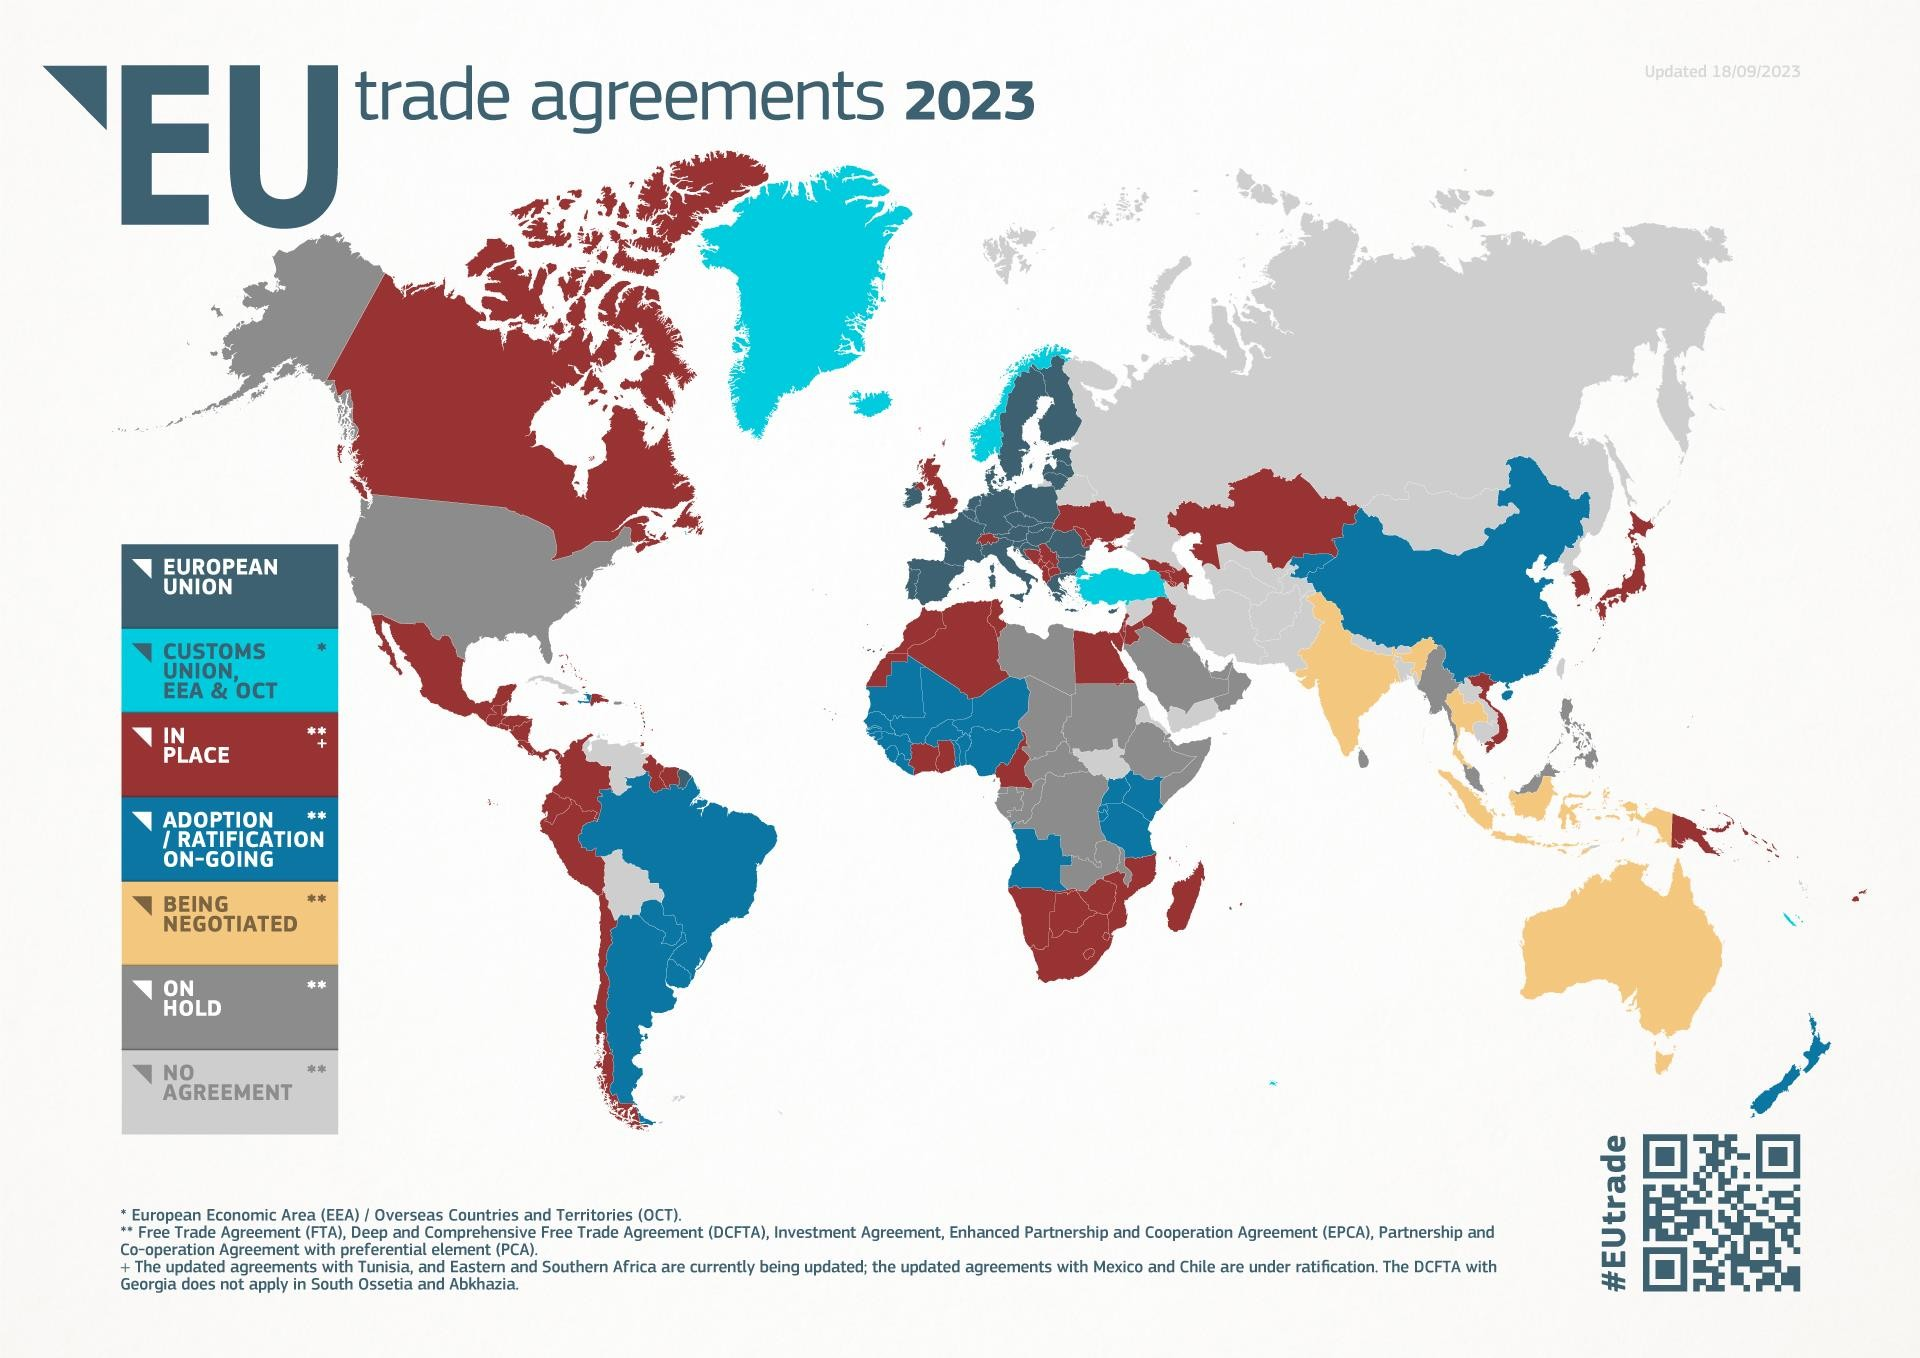 EU trade agreements 2023
Updated 18/09/2023
EUROPEAN
UNION
CUSTOMS *
UNION,
EEA & OCT
IN **
PLACE +
ADOPTION **
/ RATIFICATION
ON-GOING
BEING **
NEGOTIATED
ON **
HOLD
NO **
AGREEMENT
#EUtrade
* European Economic Area (EEA) / Overseas Countries and Territories (OCT).
** Free Trade Agreement (FTA), Deep and Comprehensive Free Trade Agreement (DCFTA), Investment Agreement, Enhanced Partnership and Cooperation Agreement (EPCA), Partnership and
Co-operation Agreement with preferential element (PCA).
+ The updated agreements with Tunisia, and Eastern and Southern Africa are currently being updated; the updated agreements with Mexico and Chile are under ratification. The DCFTA with
Georgia does not apply in South Ossetia and Abkhazia.